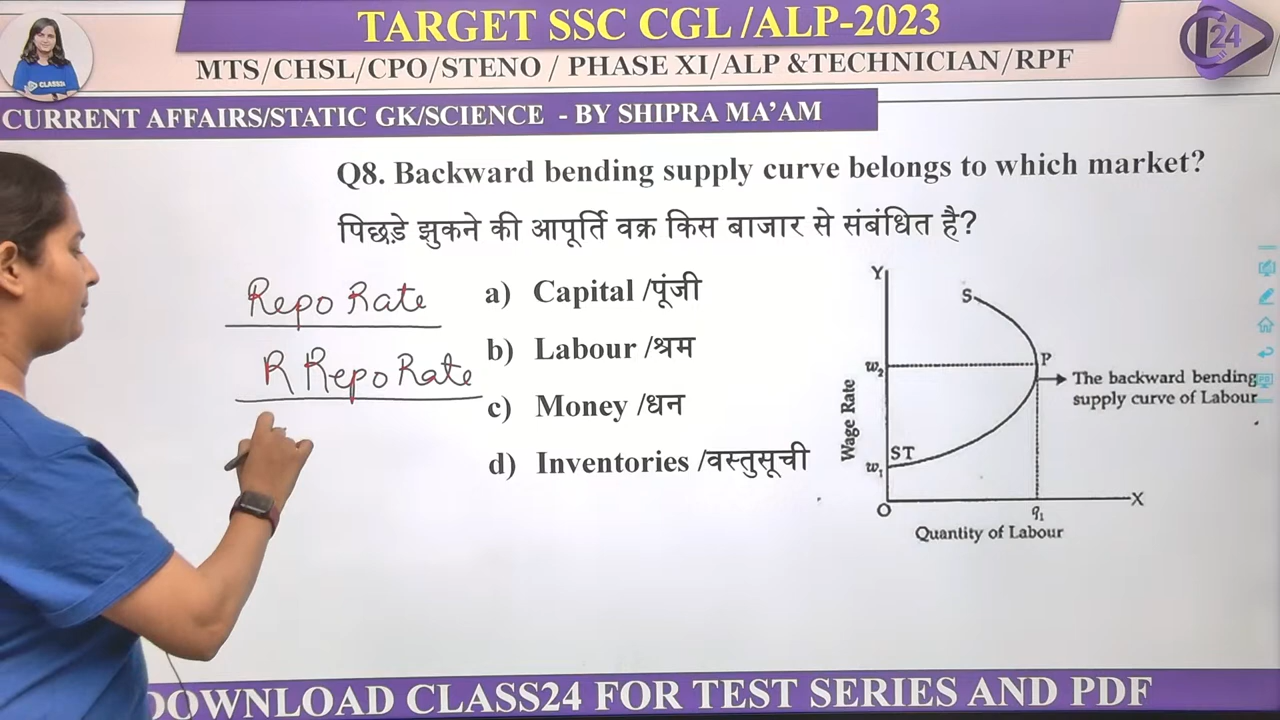 TARGET SSC CGL /ALP-2023
24
MTS/CHSL/CPO/STENO / PHASE XI/ALP &TECHNICIAN/RPF
CLASS24
CURRENT AFFAIRS/STATIC GK/SCIENCE - BY SHIPRA MA'AM
Q8. Backward bending supply curve belongs to which market?
पिछड़े झुकने की आपूर्ति वक्र किस बाजार से संबंधित है?
Repo Rate
R Repo Rate
a) Capital /पूंजी
b) Labour /श्रम
c) Money /धन
d) Inventories /वस्तुसूची
Y
S
P
w₂
The backward bending
supply curve of Labour
Wage Rate
ST
w₁
O
q₁
X
Quantity of Labour
DOWNLOAD CLASS24 FOR TEST SERIES AND PDF